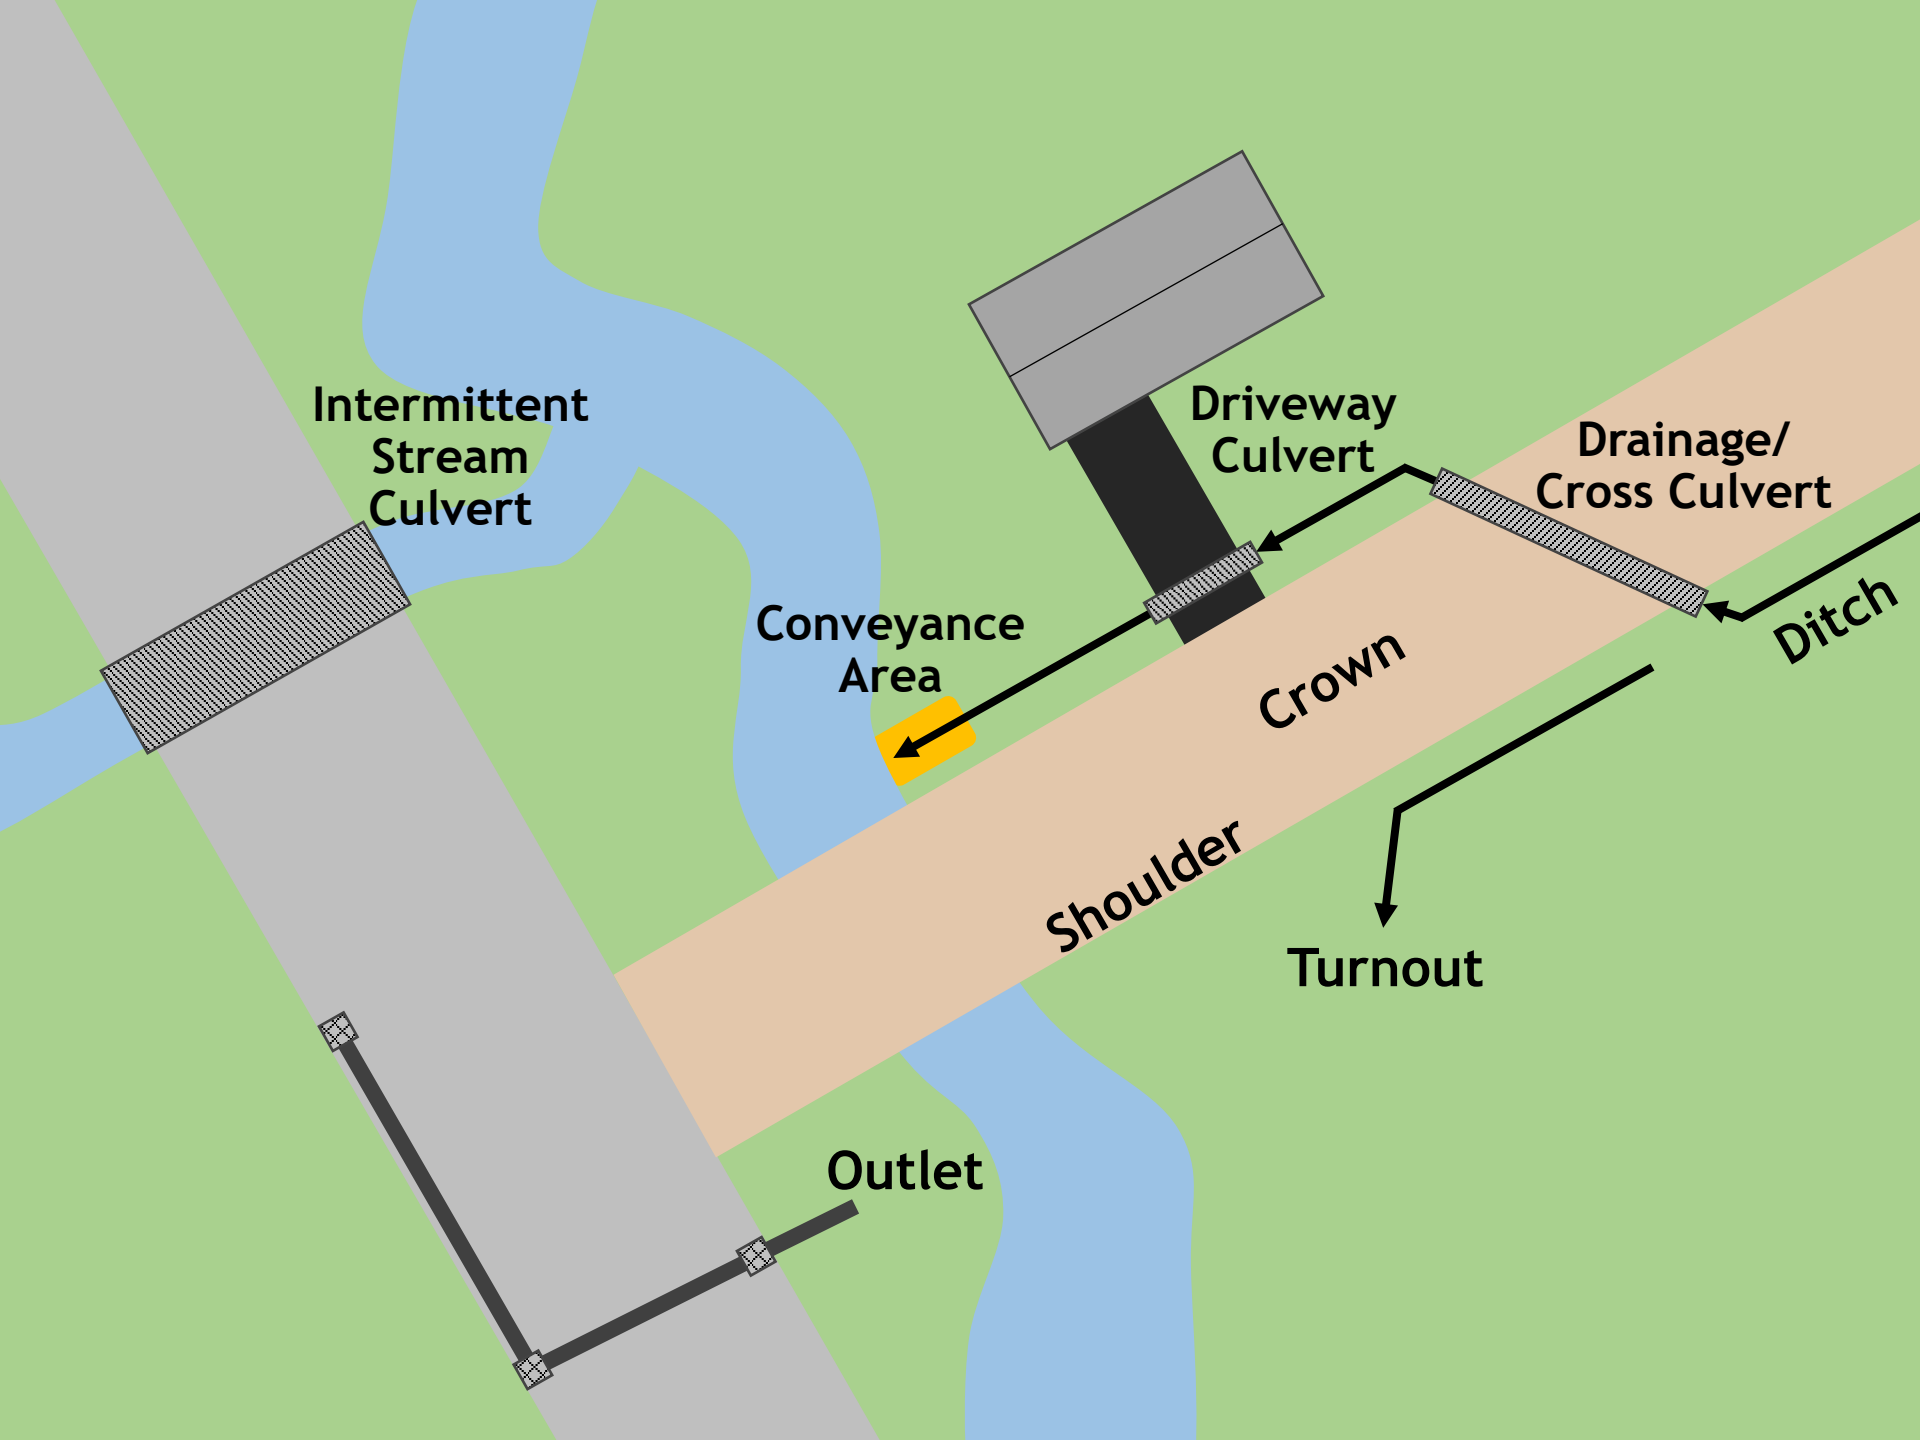 Intermittent
Stream
Culvert
Driveway
Culvert
Drainage/
Cross Culvert
Ditch
Conveyance
Area
Crown
Shoulder
Turnout
Outlet